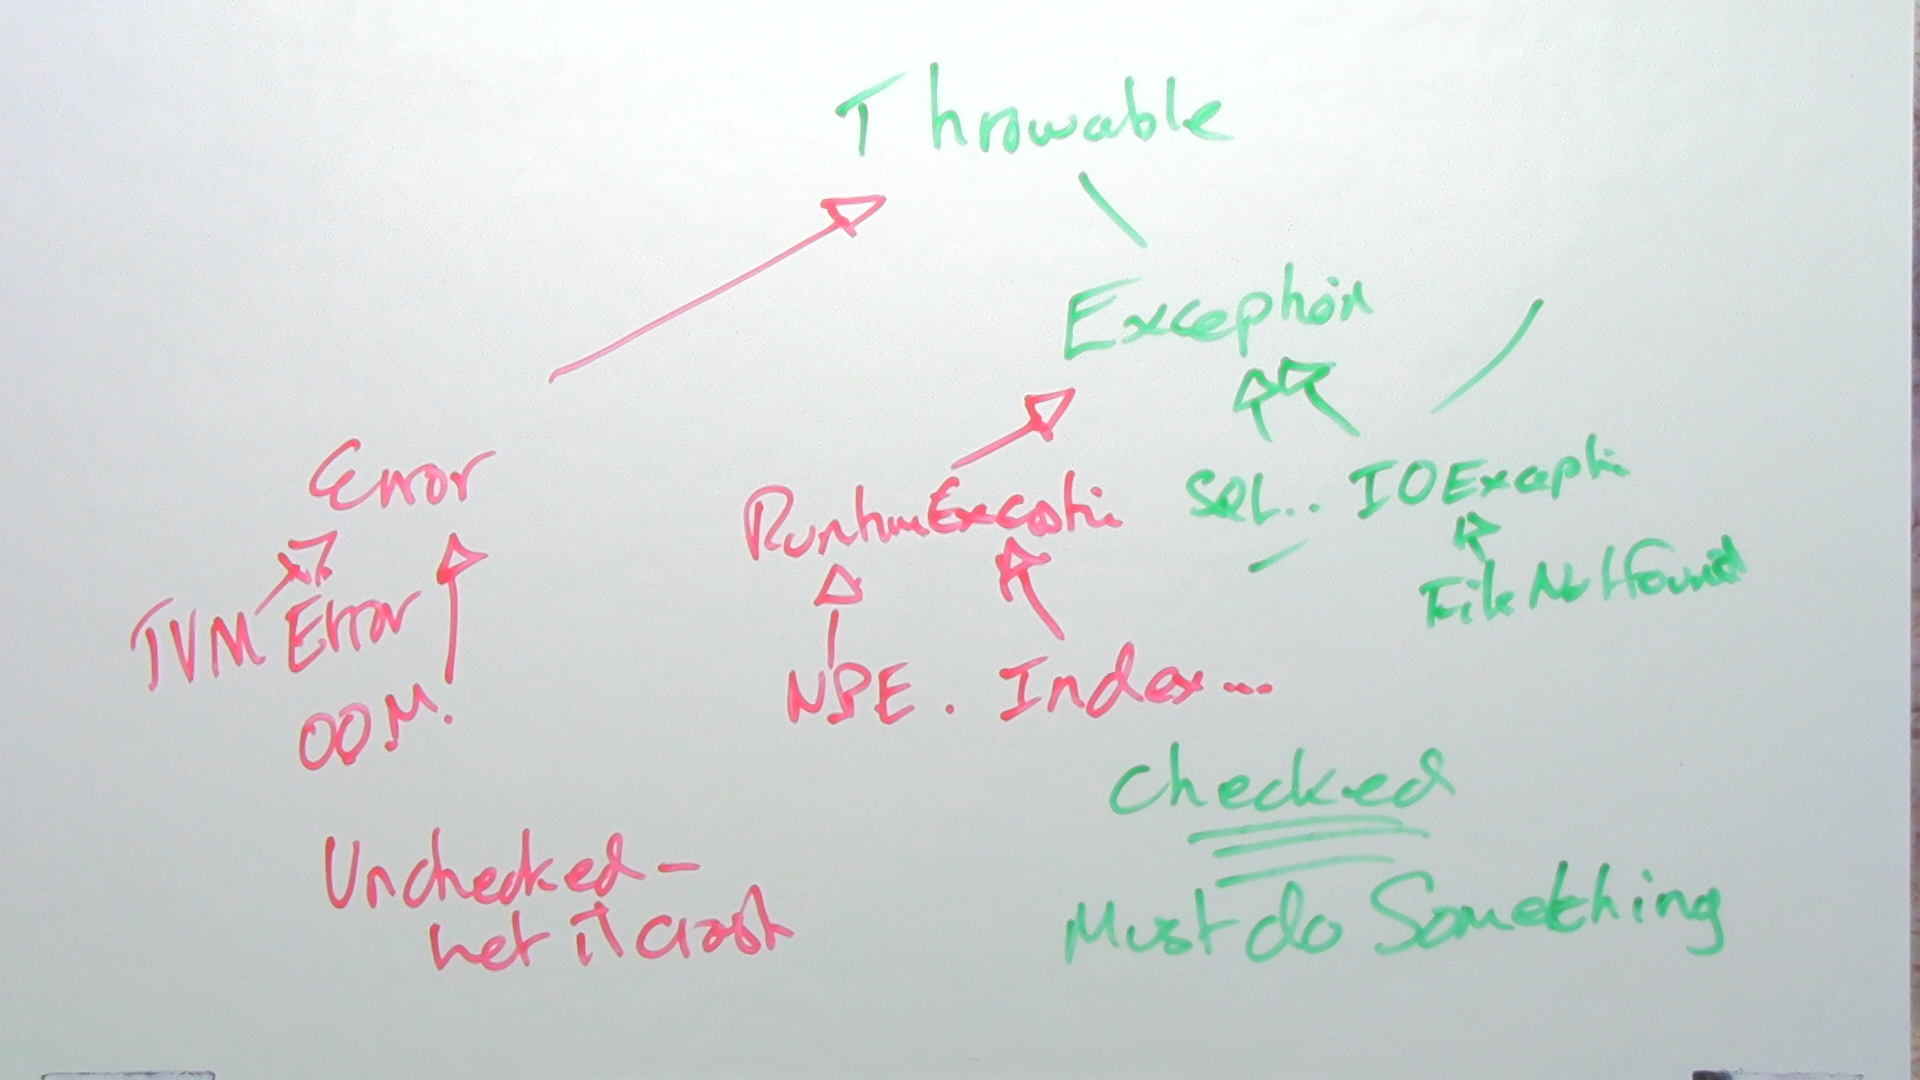 Throwable
Exception
Error
RuntimeExceptin
SQL..
IOExceptin
FileNotFound
JVM Error
OOM.
NPE. Index...
Checked
Must do Something
Unchecked -
Let it Crash